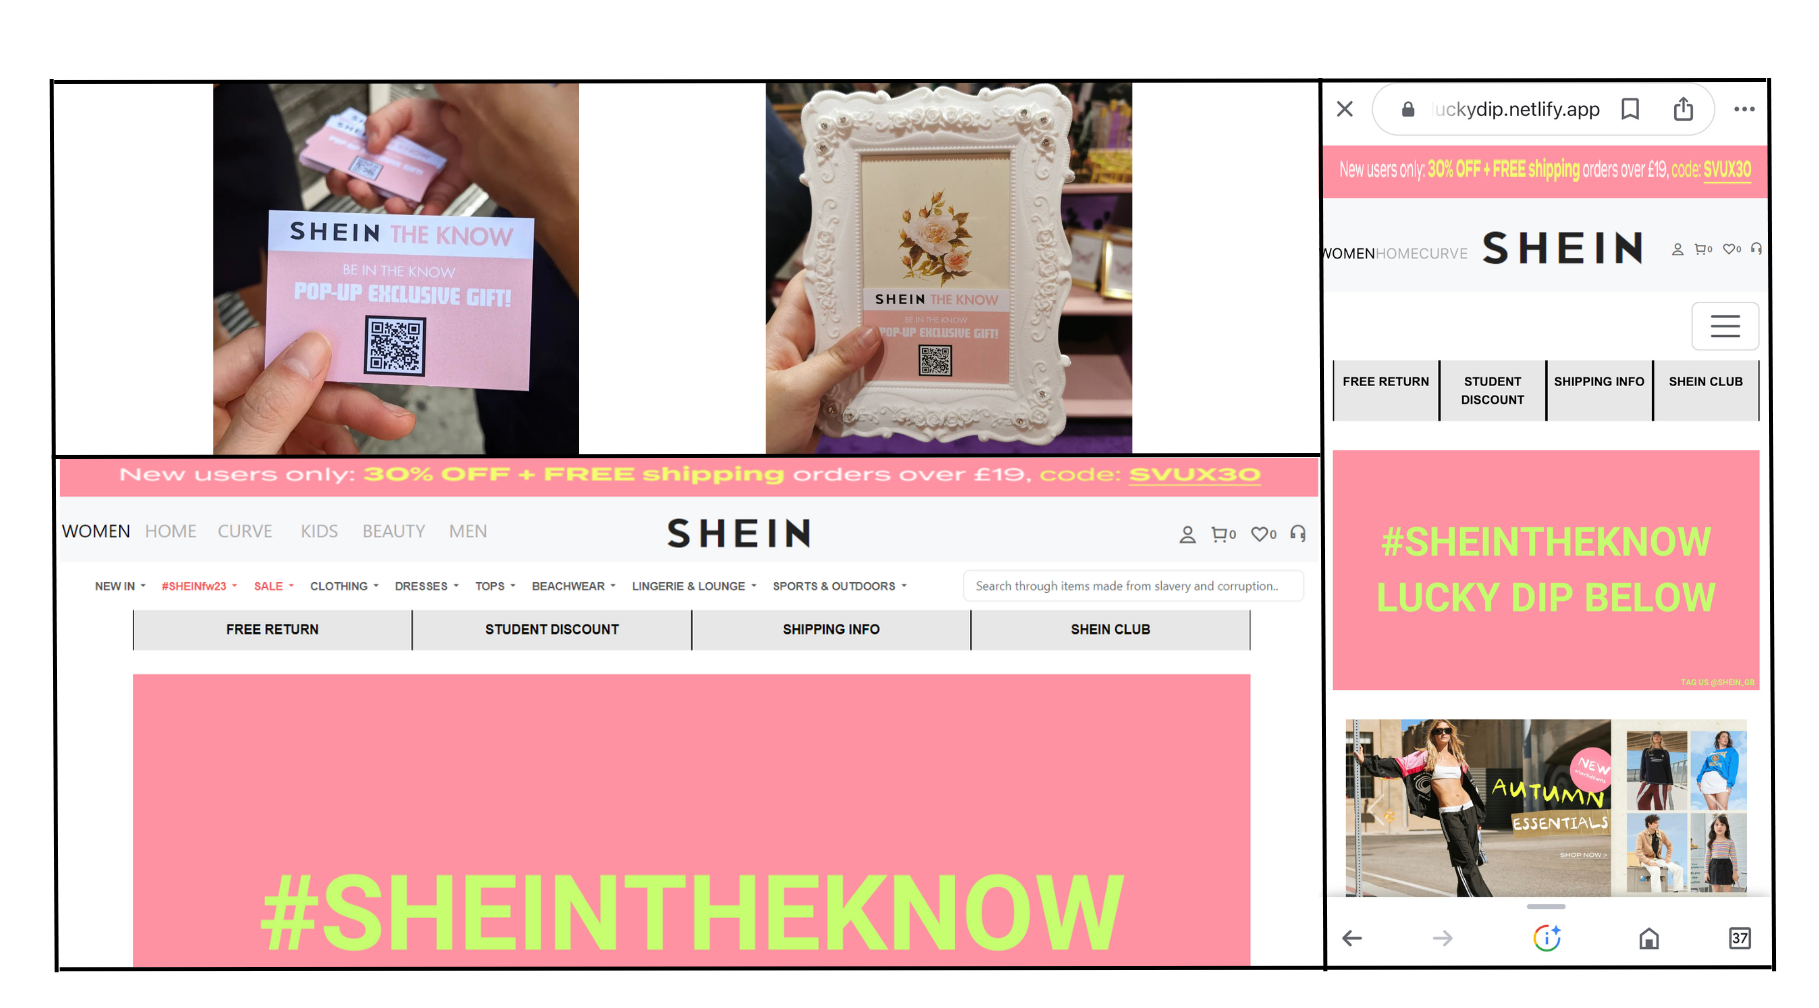 SHEIN THE KNOW
BE IN THE KNOW
POP-UP EXCLUSIVE GIFT!
SHEIN THE KNOW
BE IN THE KNOW
POP-UP EXCLUSIVE GIFT!
New users only: 30% OFF + FREE shipping orders over £19, code: SVUX30
WOMEN HOME CURVE KIDS BEAUTY MEN SHEIN 0 0
NEW IN #SHEINfw23 SALE CLOTHING DRESSES TOPS BEACHWEAR LINGERIE & LOUNGE SPORTS & OUTDOORS Search through items made from slavery and corruption..
FREE RETURN STUDENT DISCOUNT SHIPPING INFO SHEIN CLUB
#SHEINTHEKNOW
uckydip.netlify.app
New users only: 30% OFF + FREE shipping orders over £19, code: SVUX30
WOMENHOMECURVE SHEIN 0 0
FREE RETURN STUDENT DISCOUNT SHIPPING INFO SHEIN CLUB
#SHEINTHEKNOW
LUCKY DIP BELOW
TAG US @SHEIN_GB
NEW
AUTUMN
ESSENTIALS
SHOP NOW >
37